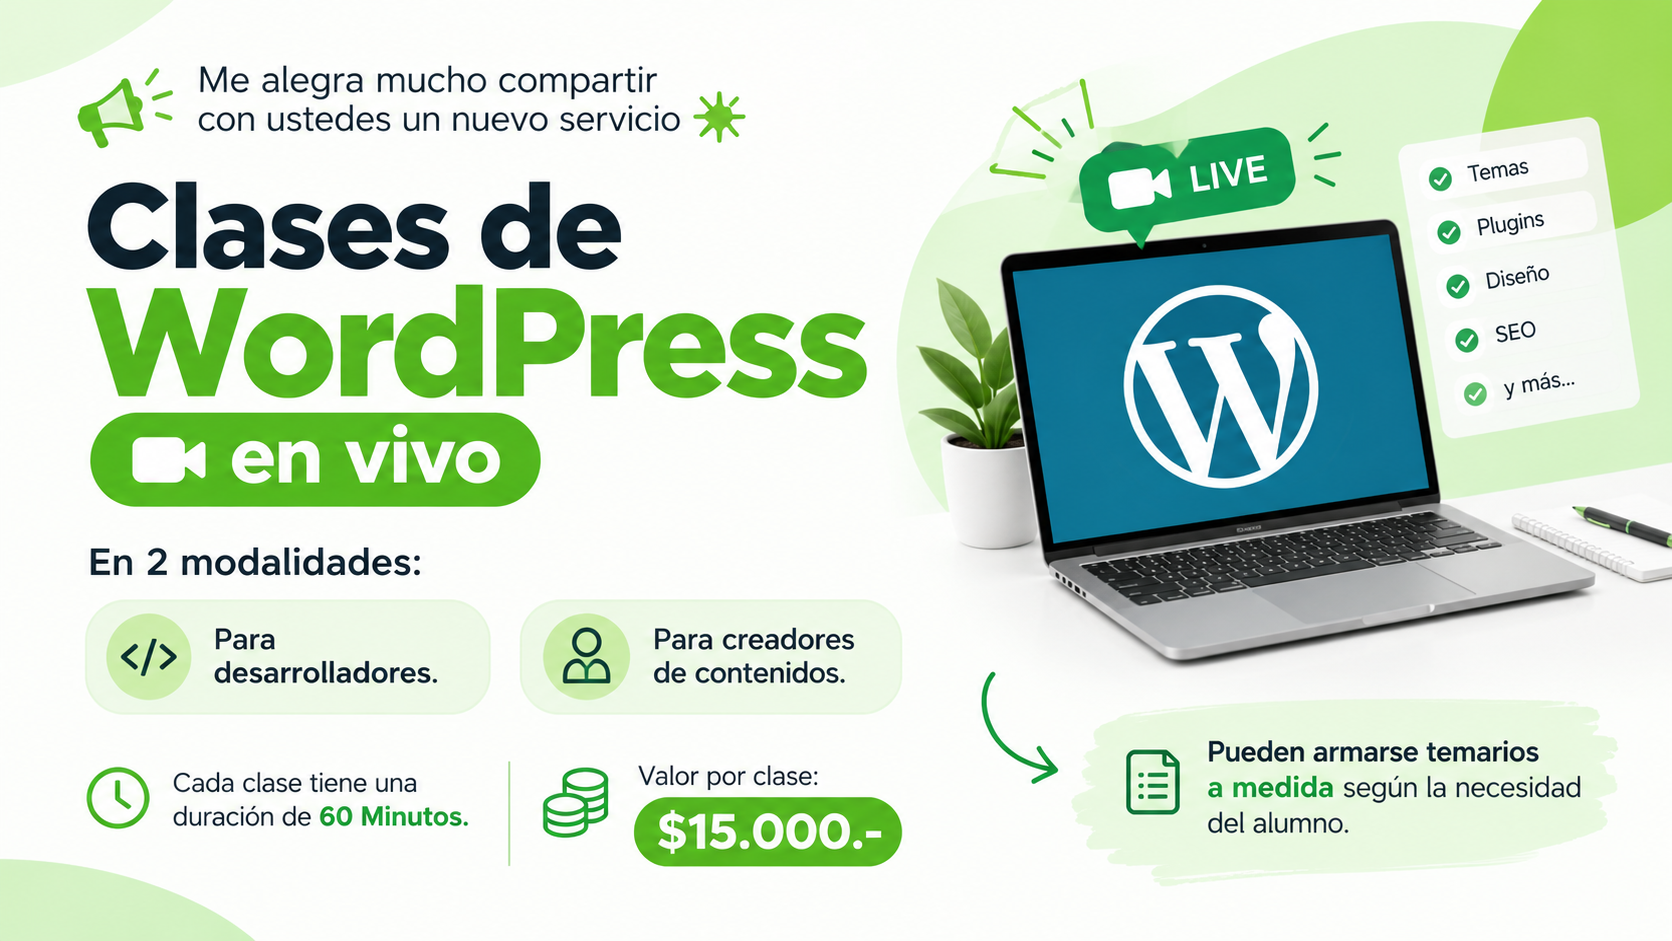 Me alegra mucho compartir
con ustedes un nuevo servicio
Clases de
WordPress
en vivo
En 2 modalidades:
Para
desarrolladores.
Para creadores
de contenidos.
Cada clase tiene una
duración de 60 Minutos.
Valor por clase:
$15.000.-
LIVE
Temas
Plugins
Diseño
SEO
y más...
W
Pueden armarse temarios
a medida según la necesidad
del alumno.